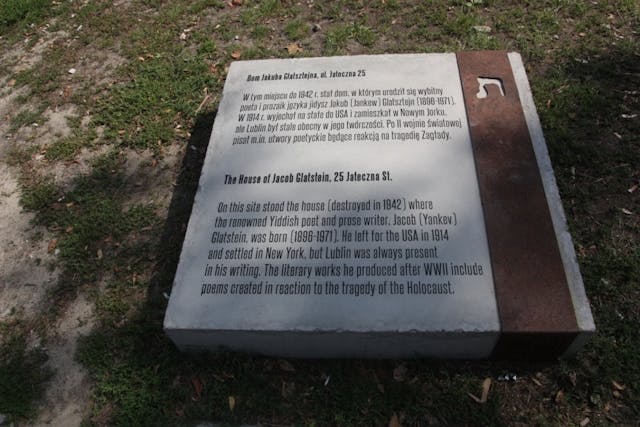 Dom Jakuba Glatsztejna, ul. Jateczna 25
W tym miejscu do 1942 r. stał dom, w którym urodził się wybitny
poeta i prozaik języka jidysz Jakub (Jankew) Glatsztejn (1896-1971).
W 1914 r. wyjechał na stałe do USA i zamieszkał w Nowym Jorku,
ale Lublin był stale obecny w jego twórczości. Po II wojnie światowej
pisał m.in. utwory poetyckie będące reakcją na tragedię Zagłady.
The House of Jacob Glatstein, 25 Jateczna St.
On this site stood the house (destroyed in 1942) where
the renowned Yiddish poet and prose writer, Jacob (Yankev)
Glatstein, was born (1896-1971). He left for the USA in 1914
and settled in New York, but Lublin was always present
in his writing. The literary works he produced after WWII include
poems created in reaction to the tragedy of the Holocaust.